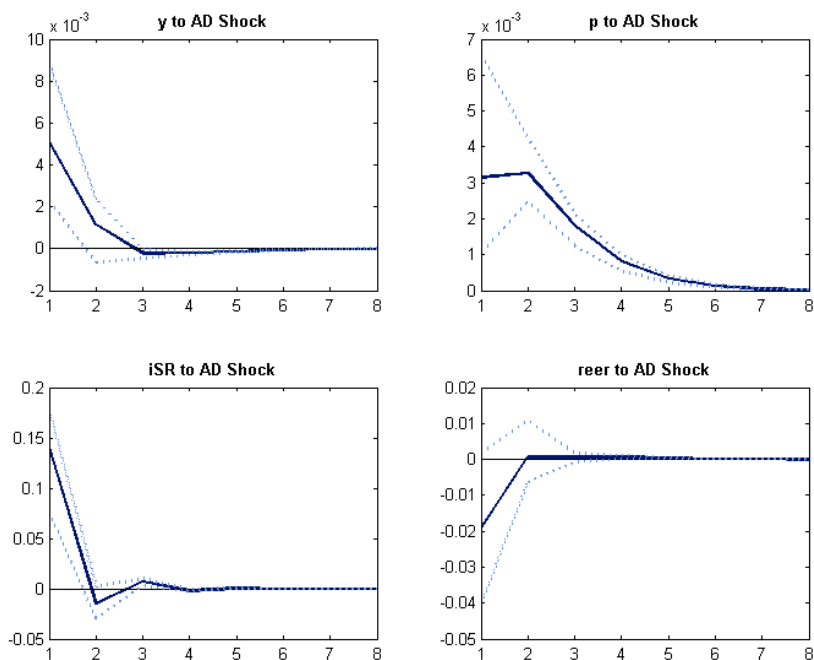 y to AD Shock
x 10^-3
10
8
6
4
2
0
-2
1 2 3 4 5 6 7 8
p to AD Shock
x 10^-3
7
6
5
4
3
2
1
0
1 2 3 4 5 6 7 8
iSR to AD Shock
0.2
0.15
0.1
0.05
0
-0.05
1 2 3 4 5 6 7 8
reer to AD Shock
0.02
0.01
0
-0.01
-0.02
-0.03
-0.04
-0.05
1 2 3 4 5 6 7 8